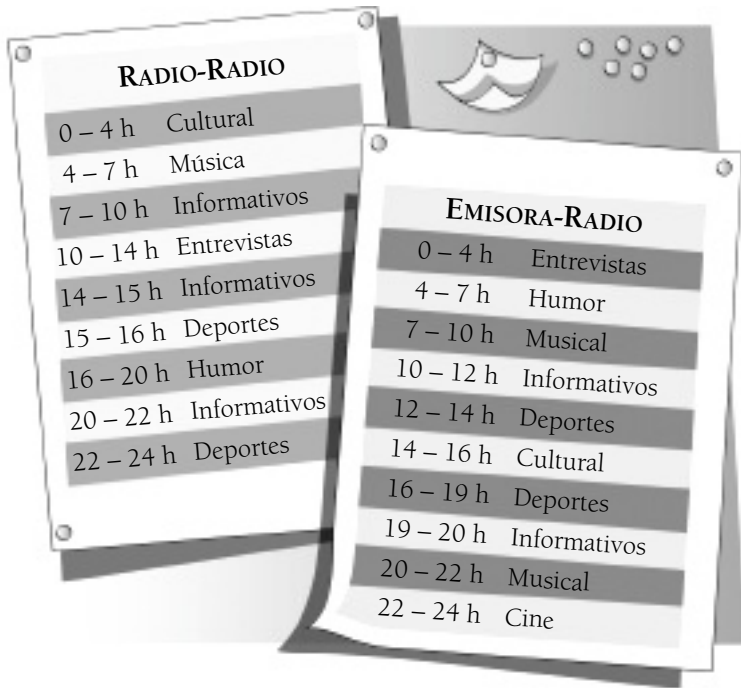 RADIO-RADIO
0 – 4 h Cultural
4 – 7 h Música
7 – 10 h Informativos
10 – 14 h Entrevistas
14 – 15 h Informativos
15 – 16 h Deportes
16 – 20 h Humor
20 – 22 h Informativos
22 – 24 h Deportes
EMISORA-RADIO
0 – 4 h Entrevistas
4 – 7 h Humor
7 – 10 h Musical
10 – 12 h Informativos
12 – 14 h Deportes
14 – 16 h Cultural
16 – 19 h Deportes
19 – 20 h Informativos
20 – 22 h Musical
22 – 24 h Cine